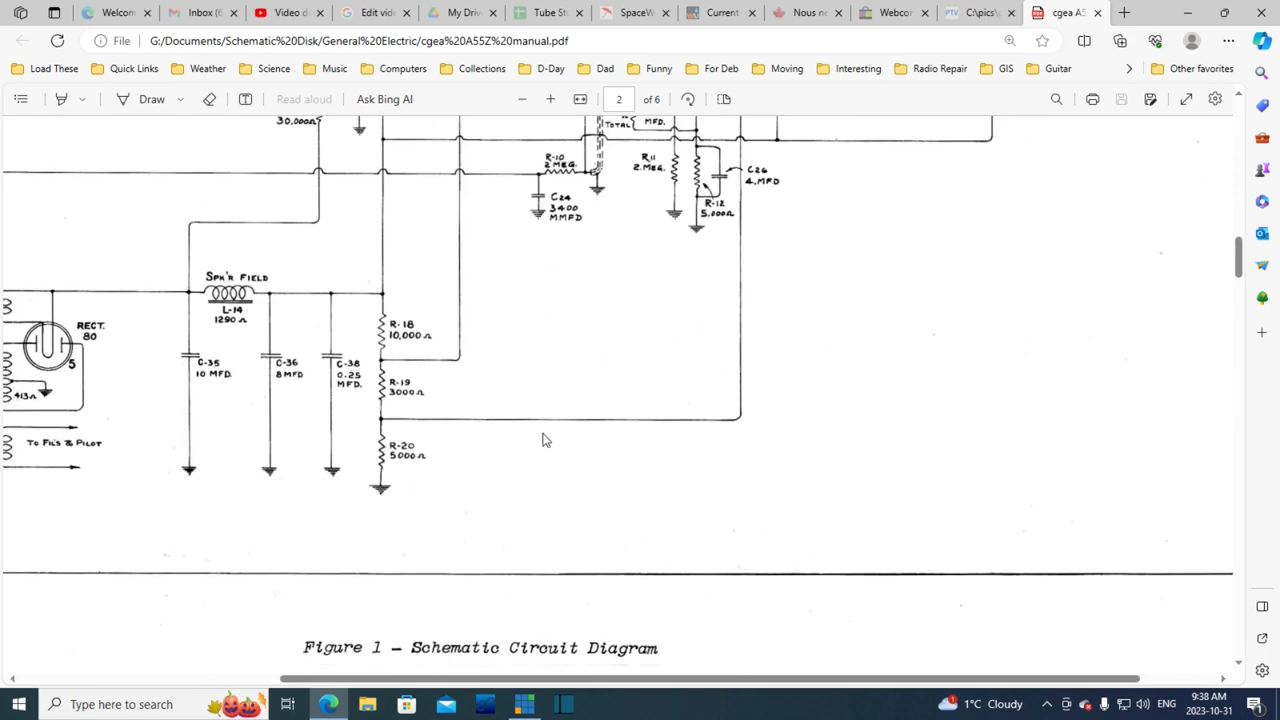 Welcom
Inbox (6
Video d
Edit vid
My Driv
Tube St
SpaceW
Current
Nous ne
Webcor
C:\pics\g
cgea A5
File
G:/Documents/Schematic%20Disk/General%20Electric/cgea%20A55Z%20manual.pdf
Load These
Quick Links
Weather
Science
Music
Computers
Collections
D-Day
Dad
Funny
For Deb
Moving
Interesting
Radio Repair
GIS
Guitar
Other favorites
Draw
Read aloud
Ask Bing AI
2
of 6
30,000Ω
TOTAL
MFD.
R-10
2 MEG.
C24
3400
MMFD
R11
2. MEG.
R-12
5,000Ω
C26
4. MFD
SPK'R FIELD
L-14
1290Ω
RECT.
80
5
413Ω
TO FIL'S & PILOT
C-35
10 MFD.
C-36
8 MFD
C-38
0.25
MFD.
R-18
10,000Ω
R-19
3000Ω
R-20
5000Ω
Figure 1 – Schematic Circuit Diagram
Type here to search
1°C Cloudy
ENG
9:38 AM
2023-10-31